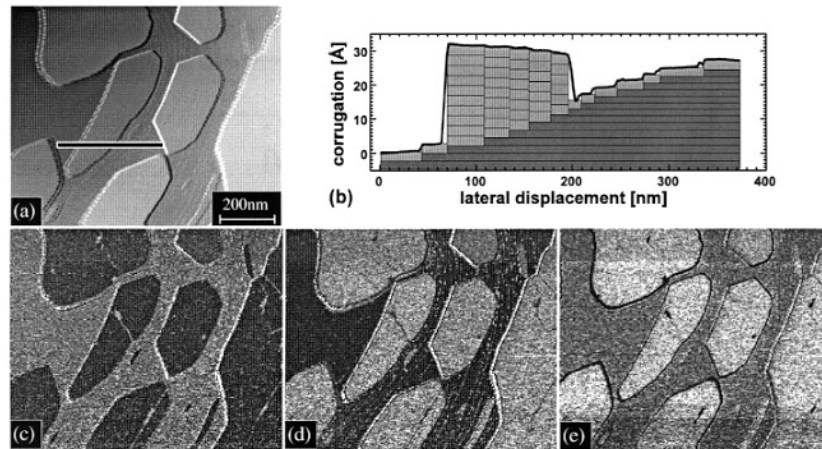 (a)
200nm
corrugation [Å]
30
20
10
0
0
100
200
300
400
(b)
lateral displacement [nm]
(c)
(d)
(e)